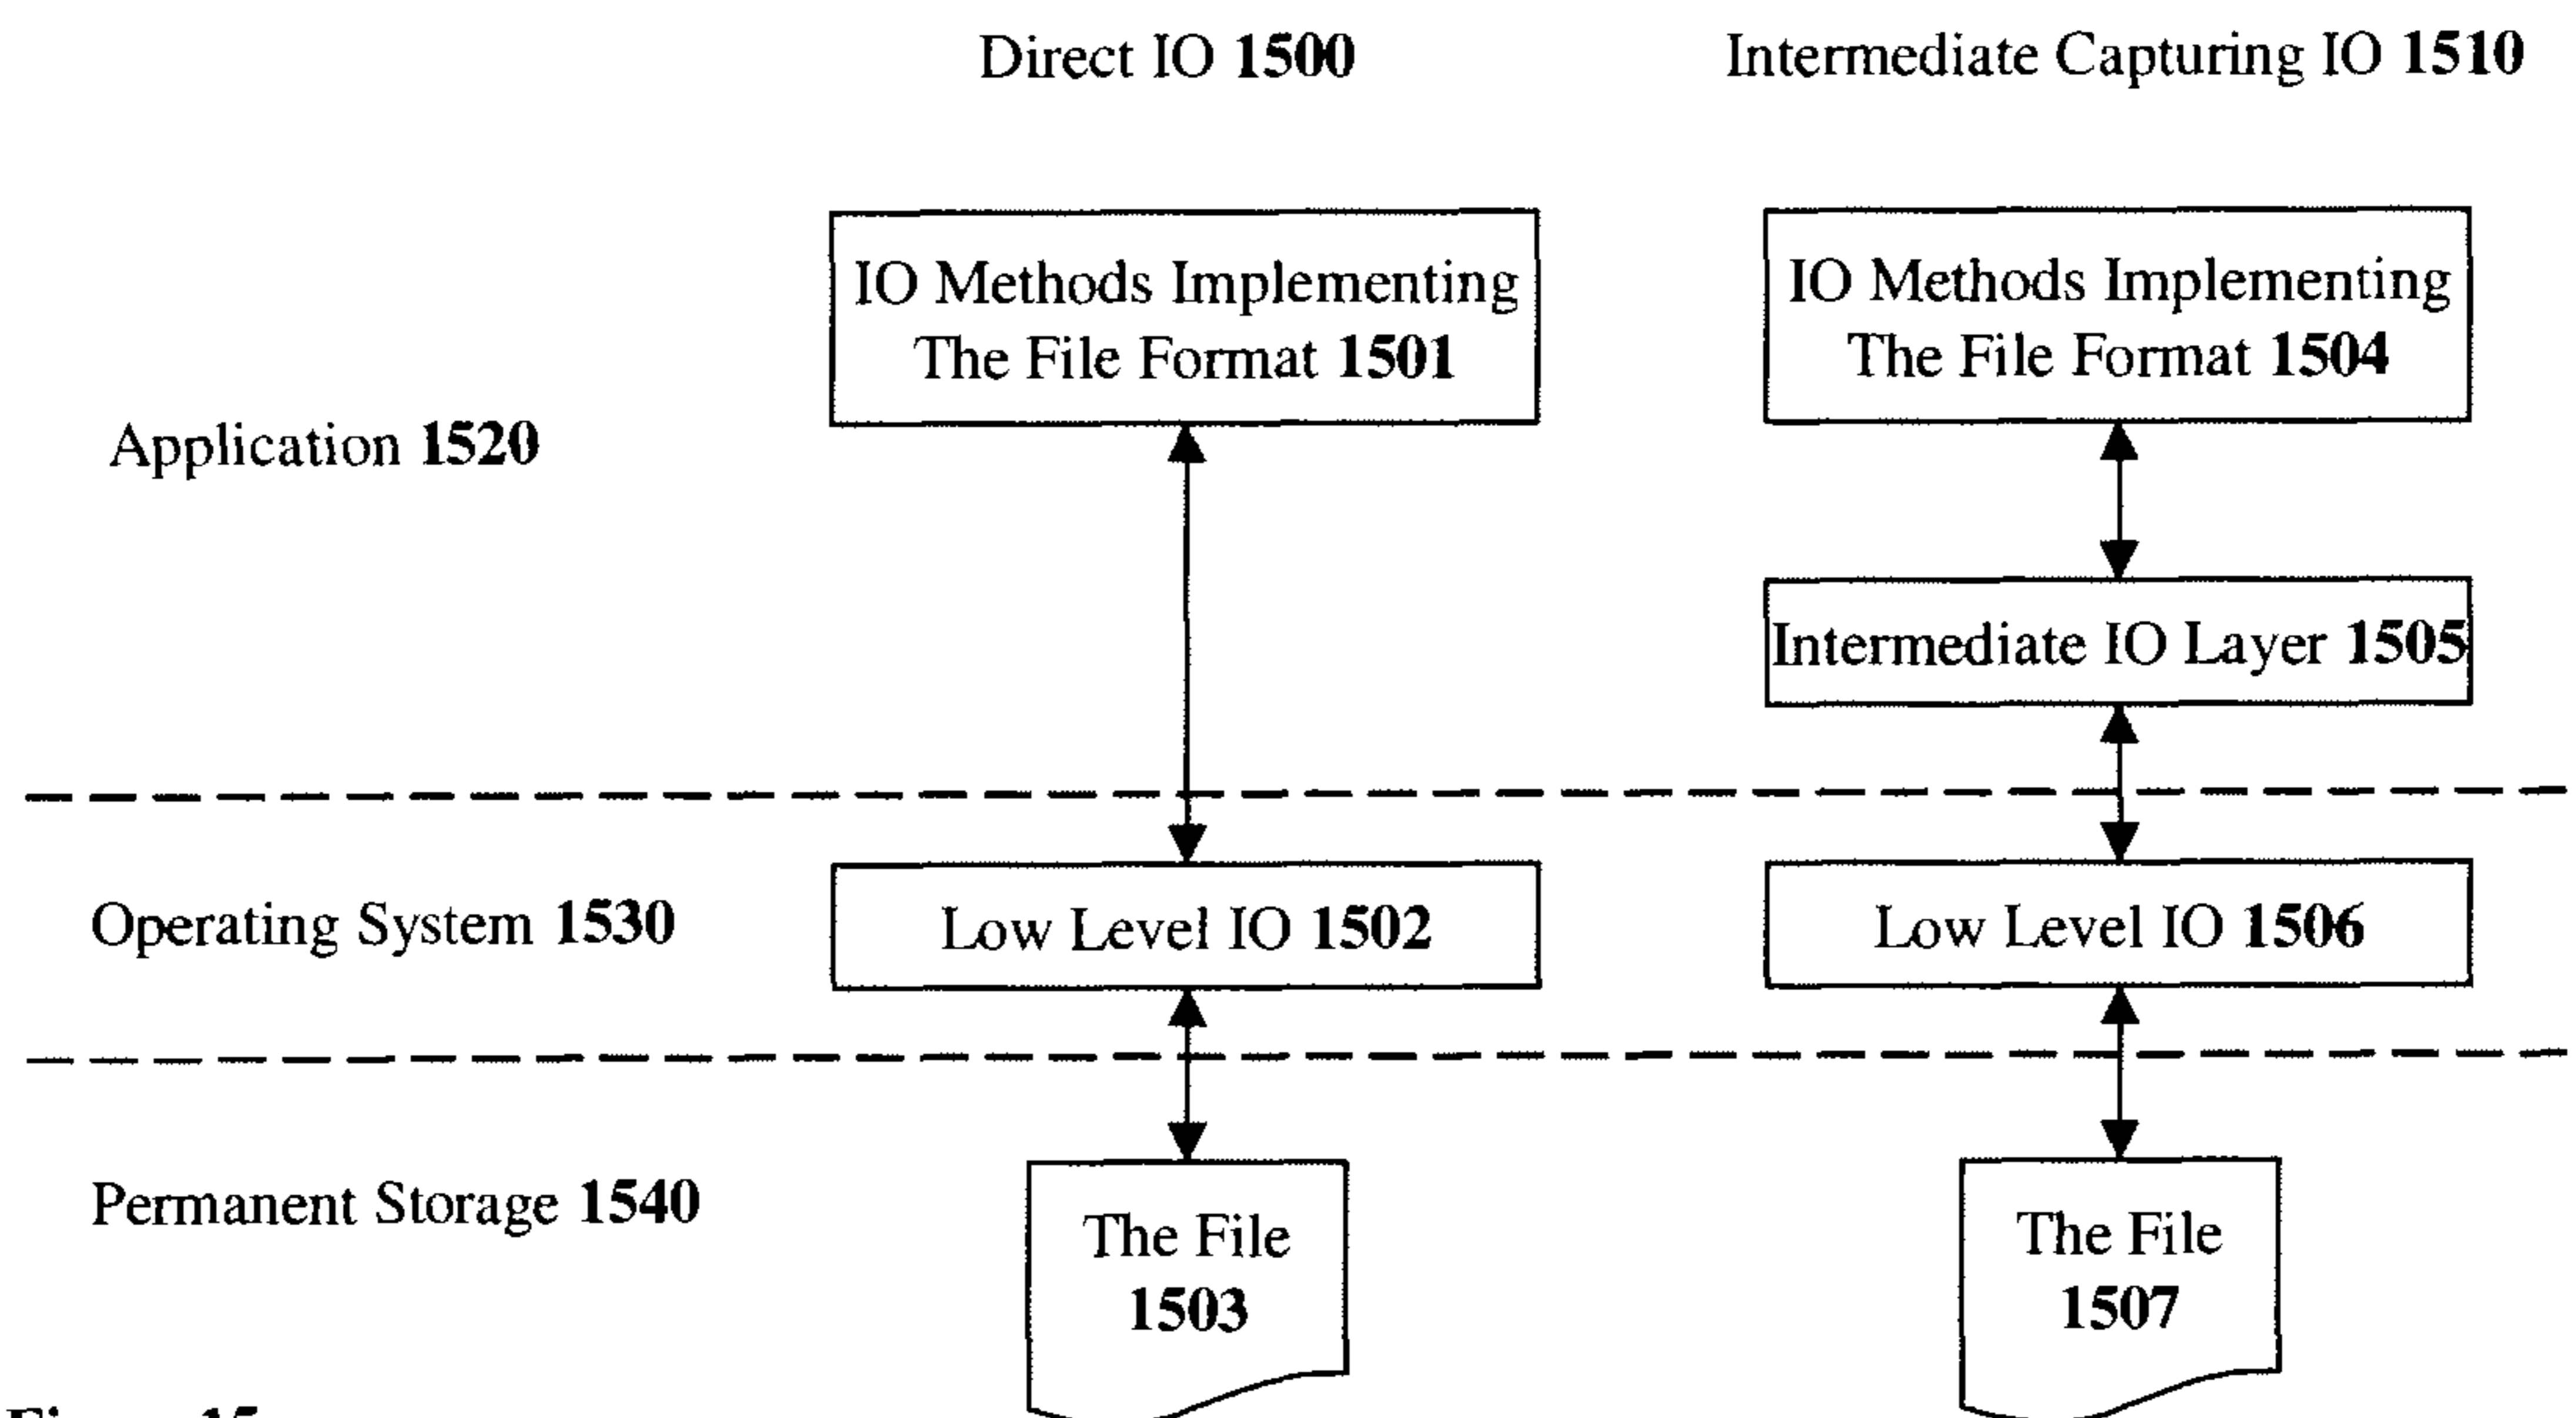 Direct IO 1500
Intermediate Capturing IO 1510
IO Methods Implementing
The File Format 1501
IO Methods Implementing
The File Format 1504
Application 1520
Intermediate IO Layer 1505
Operating System 1530
Low Level IO 1502
Low Level IO 1506
Permanent Storage 1540
The File
1503
The File
1507